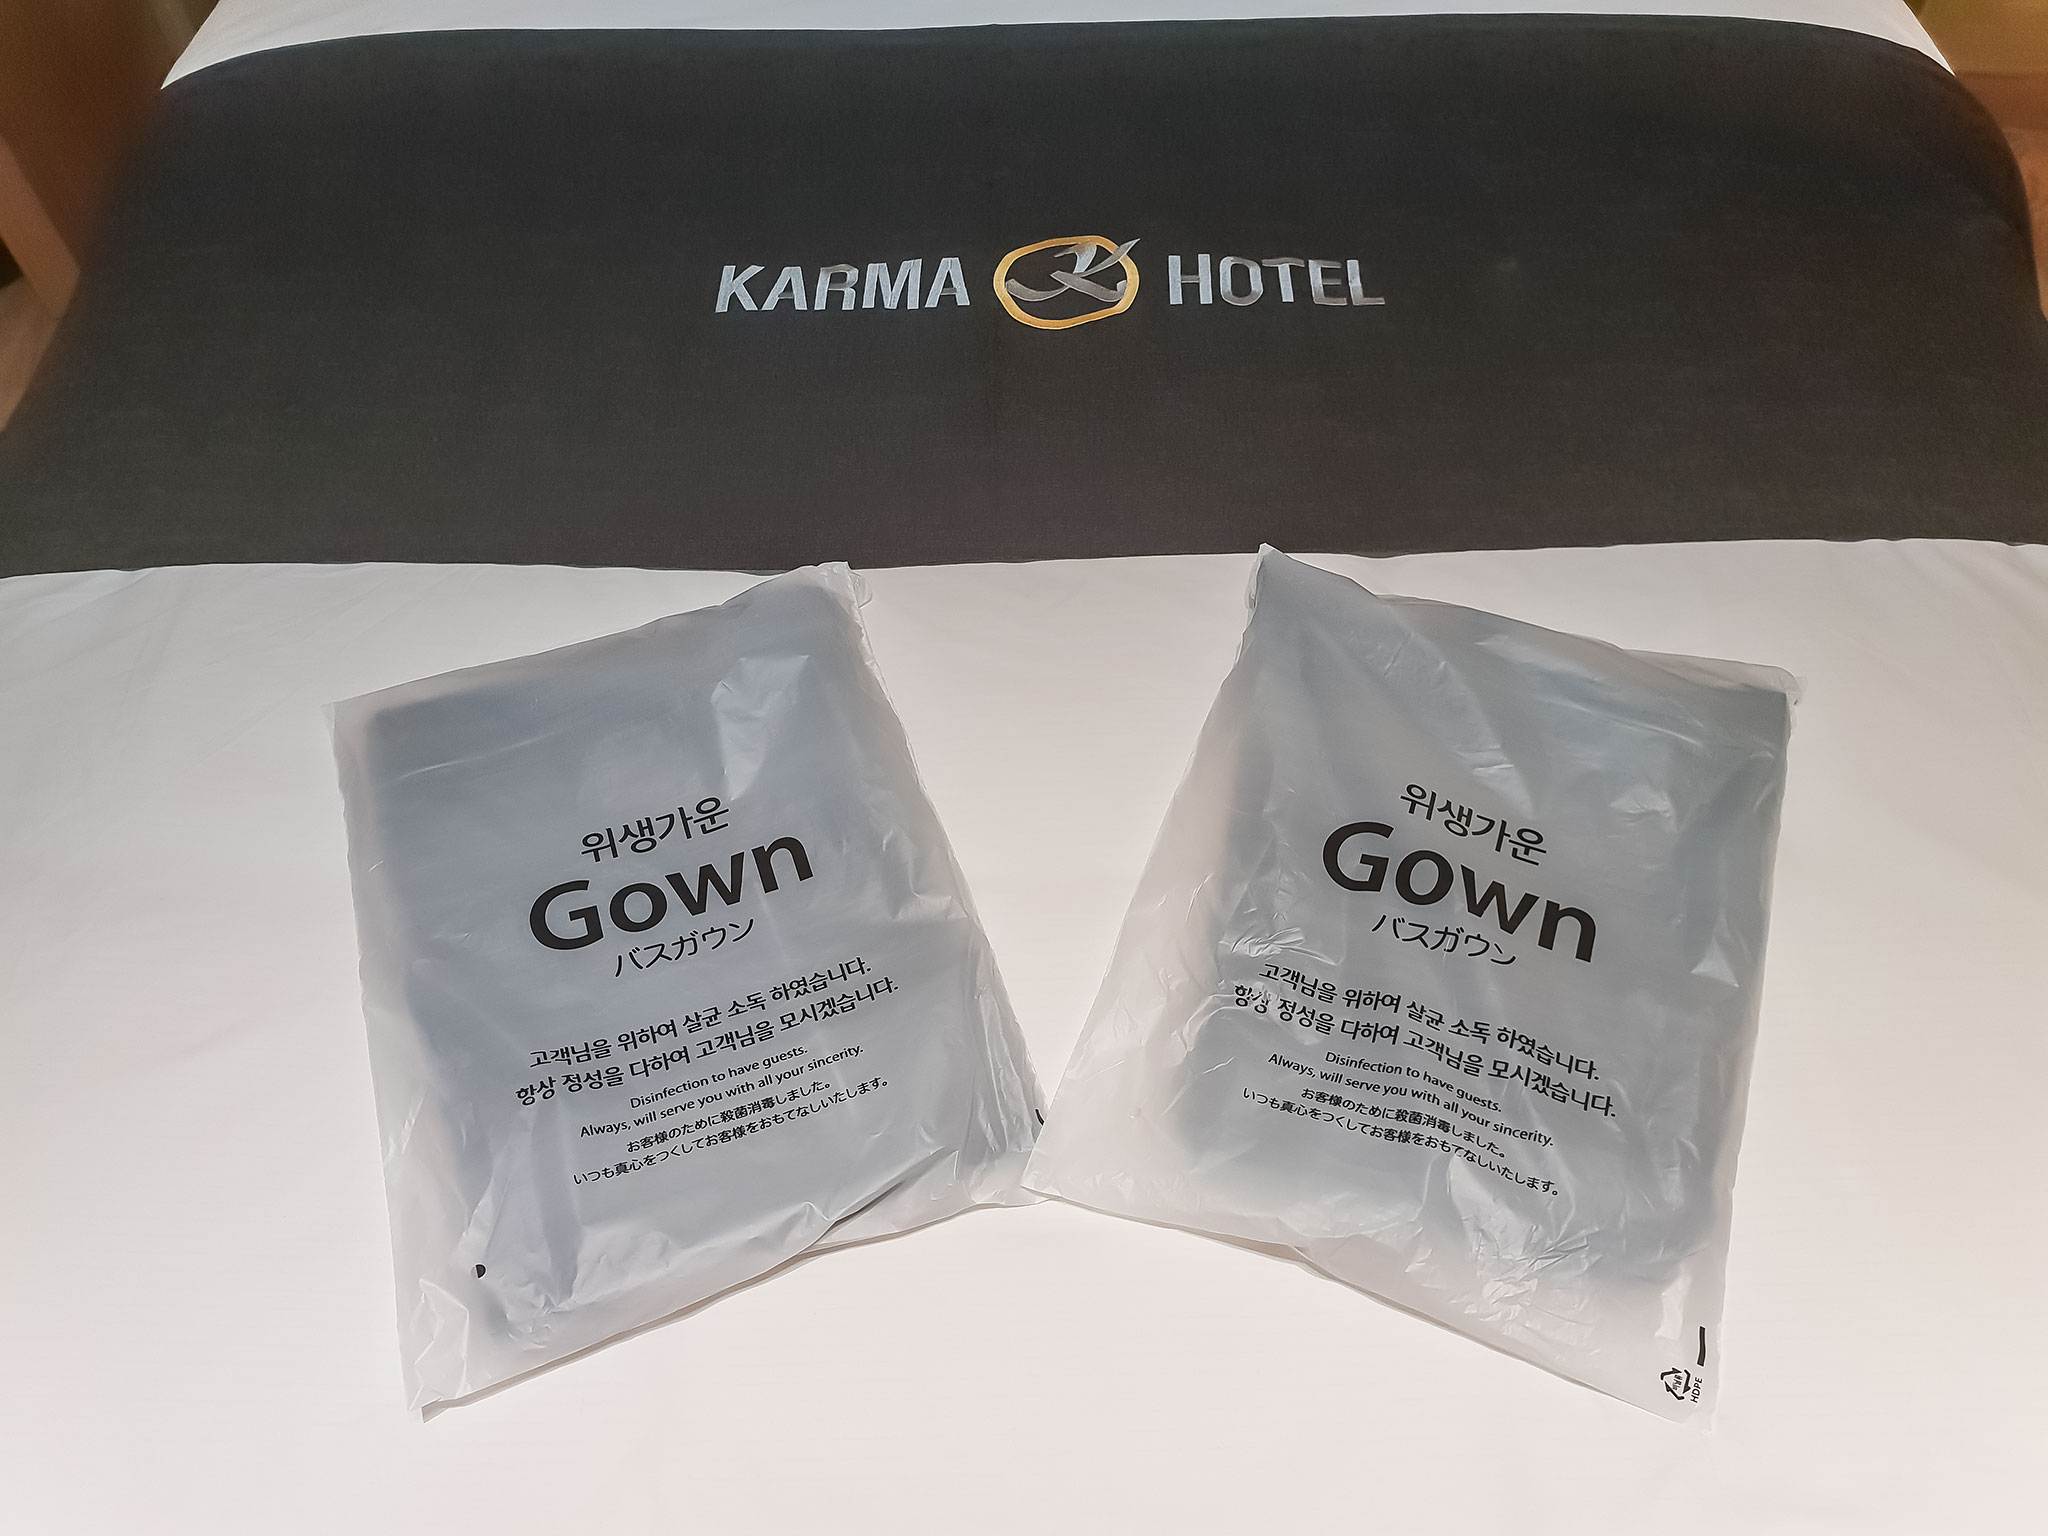 KARMA HOTEL
위생가운
Gown
バスガウン
고객님을 위하여 살균 소독 하였습니다.
항상 정성을 다하여 고객님을 모시겠습니다.
Disinfection to have guests.
Always, will serve you with all your sincerity.
お客様のために殺菌消毒しました。
いつも真心をつくしてお客様をおもてなしいたします。
위생가운
Gown
バスガウン
고객님을 위하여 살균 소독 하였습니다.
항상 정성을 다하여 고객님을 모시겠습니다.
Disinfection to have guests.
Always, will serve you with all your sincerity.
お客様のために殺菌消毒しました。
いつも真心をつくしてお客様をおもてなしいたします。
HDPE